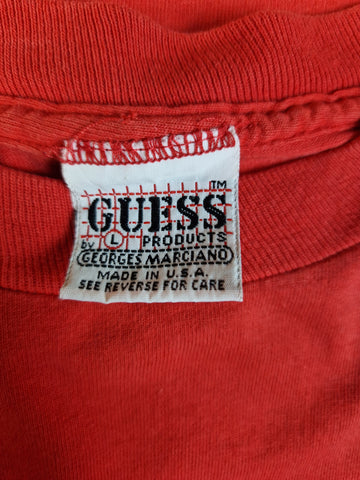 TM
GUESS
by L PRODUCTS
GEORGES MARCIANO
MADE IN U.S.A.
SEE REVERSE FOR CARE